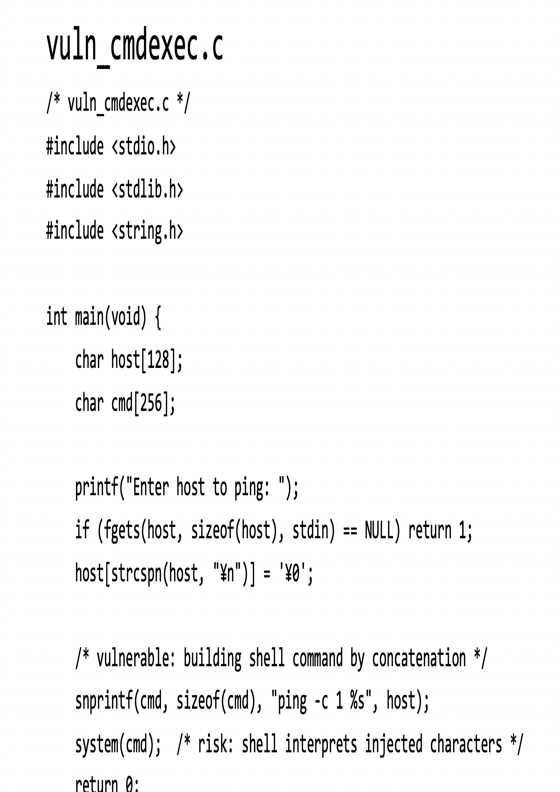 vuln_cmdexec.c
/* vuln_cmdexec.c */
#include <stdio.h>
#include <stdlib.h>
#include <string.h>
int main(void) {
char host[128];
char cmd[256];
printf("Enter host to ping: ");
if (fgets(host, sizeof(host), stdin) == NULL) return 1;
host[strcspn(host, "¥n")] = '¥0';
/* vulnerable: building shell command by concatenation */
snprintf(cmd, sizeof(cmd), "ping -c 1 %s", host);
system(cmd);  /* risk: shell interprets injected characters */
return 0;